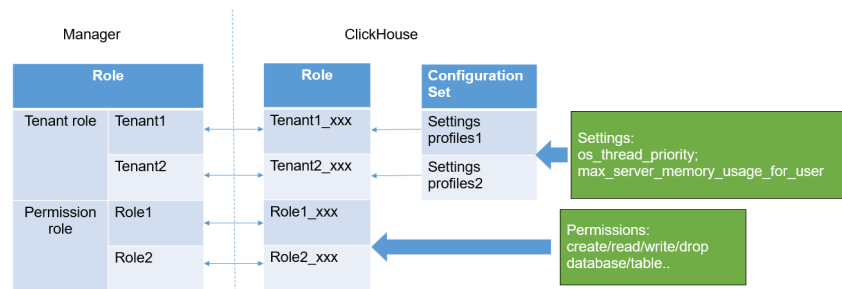 Manager
ClickHouse
Role
Role
Configuration
Set
Tenant role
Tenant1
Tenant1_xxx
Settings
profiles1
Tenant2
Tenant2_xxx
Settings
profiles2
Permission
role
Role1
Role1_xxx
Role2
Role2_xxx
Settings:
os_thread_priority;
max_server_memory_usage_for_user
Permissions:
create/read/write/drop
database/table..